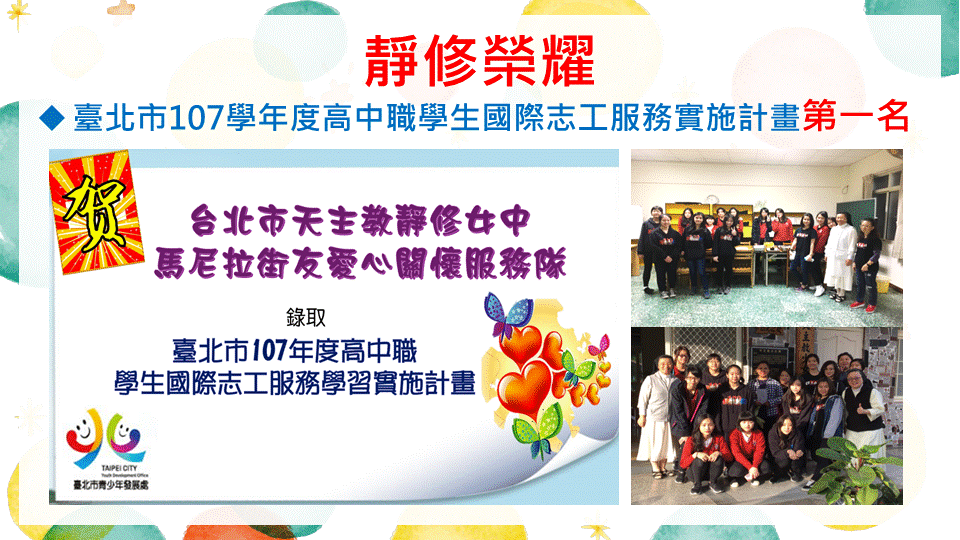 靜修榮耀
◆ 臺北市107學年度高中職學生國際志工服務實施計畫第一名
贺
台北市天主教靜修女中
馬尼拉街友愛心關懷服務隊
錄取
臺北市107年度高中職
學生國際志工服務學習實施計畫
TAIPEI CITY
Youth Development Office
臺北市青少年發展處